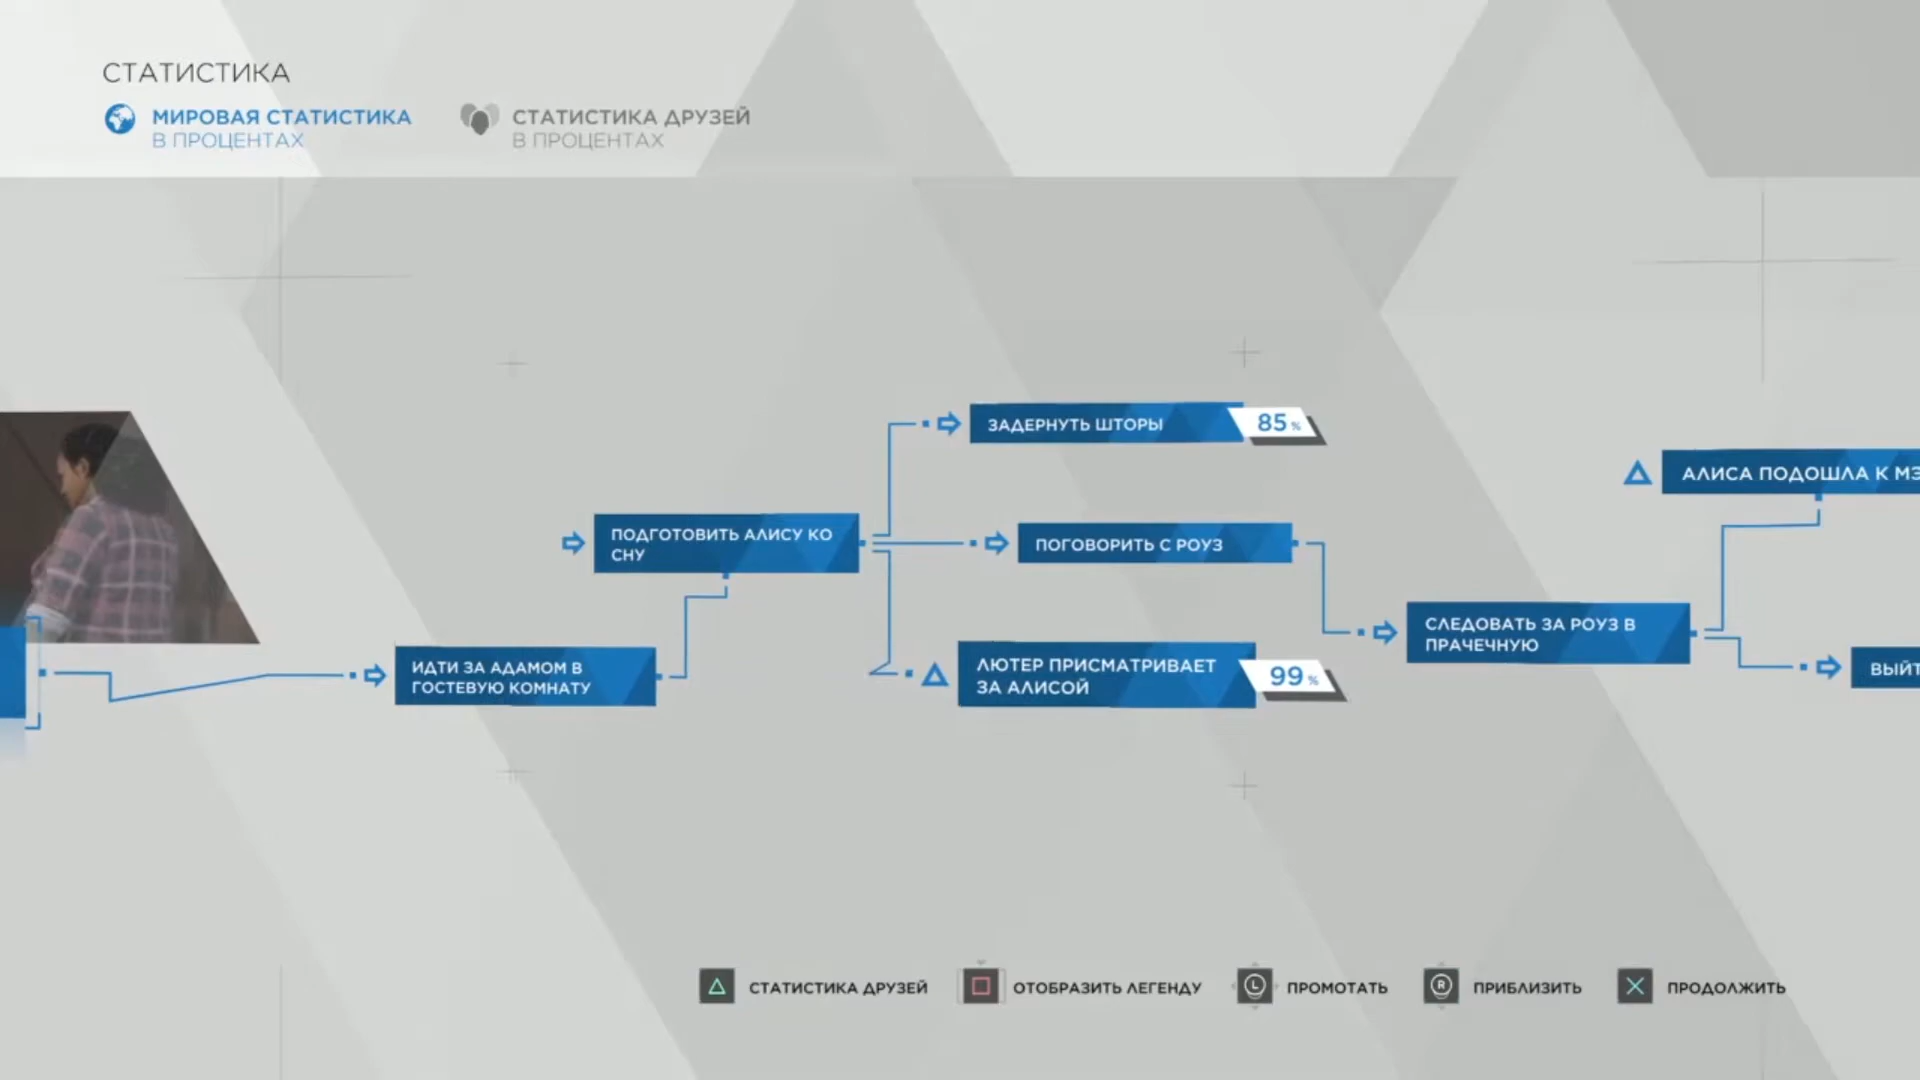 СТАТИСТИКА
МИРОВАЯ СТАТИСТИКА
В ПРОЦЕНТАХ
СТАТИСТИКА ДРУЗЕЙ
В ПРОЦЕНТАХ
ЗАДЕРНУТЬ ШТОРЫ
85 %
АЛИСА ПОДОШЛА К
ПОДГОТОВИТЬ АЛИСУ КО
СНУ
ПОГОВОРИТЬ С РОУЗ
СЛЕДОВАТЬ ЗА РОУЗ В
ПРАЧЕЧНУЮ
ИДТИ ЗА АДАМОМ В
ГОСТЕВУЮ КОМНАТУ
ЛЮТЕР ПРИСМАТРИВАЕТ
ЗА АЛИСОЙ
99 %
СТАТИСТИКА ДРУЗЕЙ
ОТОБРАЗИТЬ ЛЕГЕНДУ
L
ПРОМОТАТЬ
R
ПРИБЛИЗИТЬ
ПРОДОЛЖИТЬ